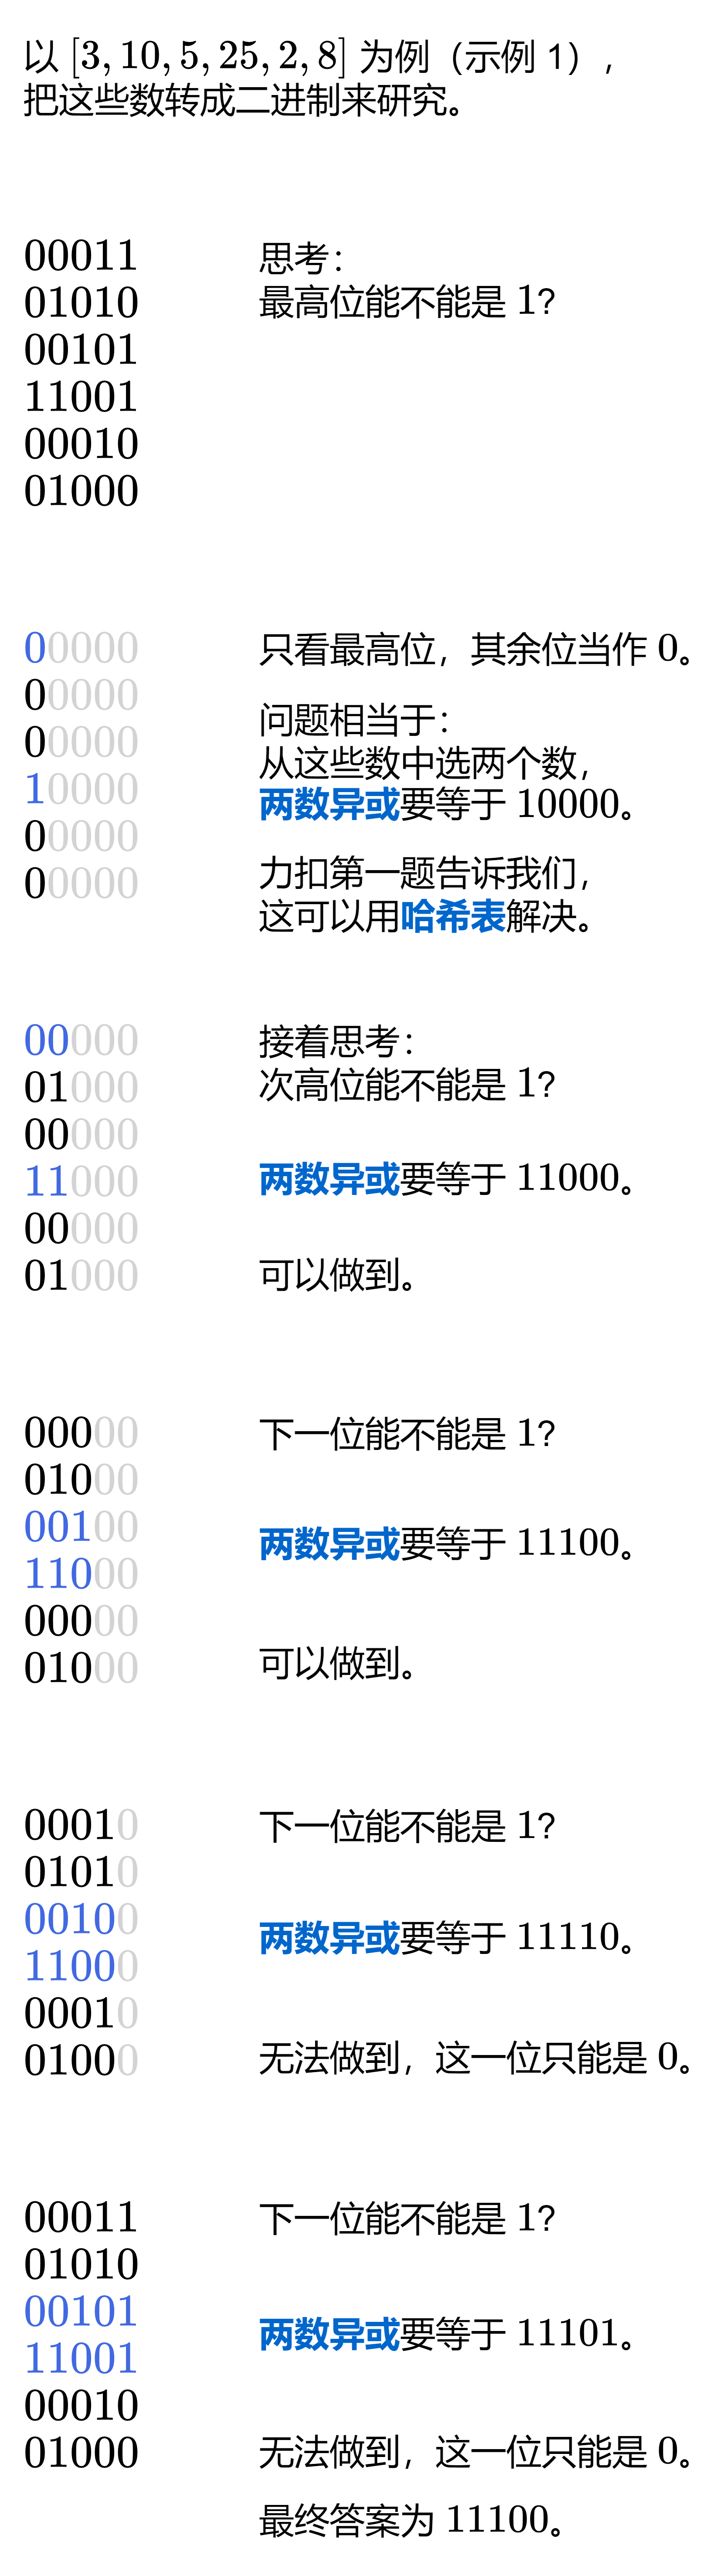 以 [3, 10, 5, 25, 2, 8] 为例（示例 1），
把这些数转成二进制来研究。
00011
01010
00101
11001
00010
01000
思考：
最高位能不能是 1?
00000
00000
00000
10000
00000
00000
只看最高位，其余位当作 0。
问题相当于：
从这些数中选两个数，
两数异或要等于 10000。
力扣第一题告诉我们，
这可以用哈希表解决。
00000
01000
00000
11000
00000
01000
接着思考：
次高位能不能是 1?
两数异或要等于 11000。
可以做到。
00000
01000
00100
11000
00000
01000
下一位能不能是 1?
两数异或要等于 11100。
可以做到。
00010
01010
00100
11000
00010
01000
下一位能不能是 1?
两数异或要等于 11110。
无法做到，这一位只能是 0。
00011
01010
00101
11001
00010
01000
下一位能不能是 1?
两数异或要等于 11101。
无法做到，这一位只能是 0。
最终答案为 11100。